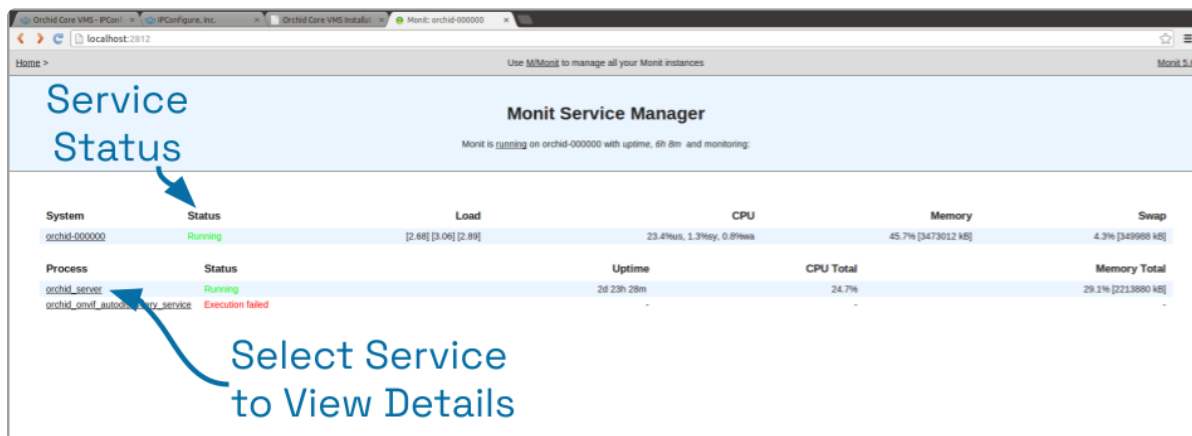 Orchid Core VMS - IPConf
IPConfigure, Inc.
Orchid Core VMS Installat
Monit: orchid-000000
localhost:2812
Home >
Use M/Monit to manage all your Monit instances
Monit 5.
Service
Status
Monit Service Manager
Monit is running on orchid-000000 with uptime, 6h 8m and monitoring:
System Status Load CPU Memory Swap
orchid-000000 Running [2.68] [3.06] [2.89] 23.4%us, 1.3%sy, 0.8%wa 45.7% [3473012 kB] 4.3% [349988 kB]
Process Status Uptime CPU Total Memory Total
orchid_server Running 2d 23h 28m 24.7% 29.1% [2213880 kB]
Execution failed - - -
Select Service
to View Details